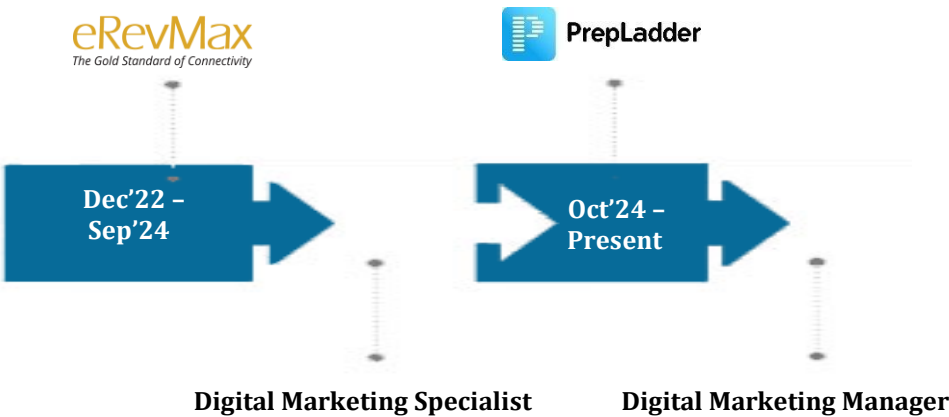 eRevMax
The Gold Standard of Connectivity
PrepLadder
Dec’22 –
Sep’24
Oct’24 –
Present
Digital Marketing Specialist
Digital Marketing Manager